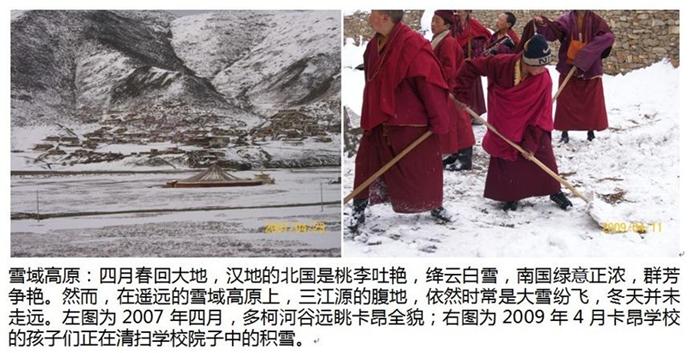 2009-04-11
雪域高原：四月春回大地，汉地的北国是桃李吐艳，绛云白雪，南国绿意正浓，群芳
争艳。然而，在遥远的雪域高原上，三江源的腹地，依然时常是大雪纷飞，冬天并未
走远。左图为 2007 年四月，多柯河谷远眺卡昂全貌；右图为 2009 年 4 月卡昂学校
的孩子们正在清扫学校院子中的积雪。